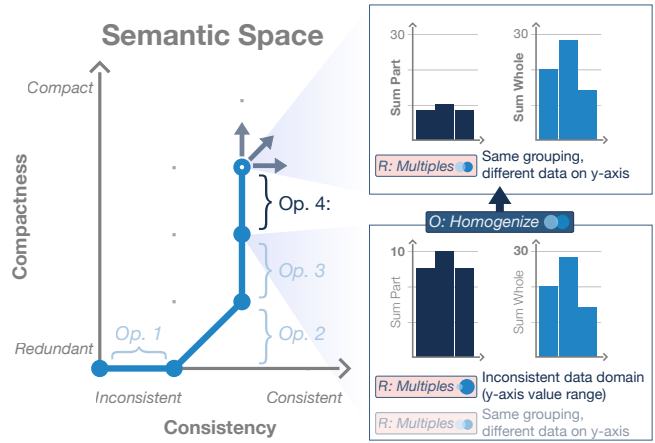 Semantic Space
Compact
Compactness
Redundant
Op. 1
Op. 2
Op. 3
Op. 4:
Inconsistent
Consistent
Consistency
30
Sum Part
30
Sum Whole
R: Multiples
Same grouping,
different data on y-axis
O: Homogenize
10
Sum Part
30
Sum Whole
R: Multiples
Inconsistent data domain
(y-axis value range)
R: Multiples
Same grouping,
different data on y-axis